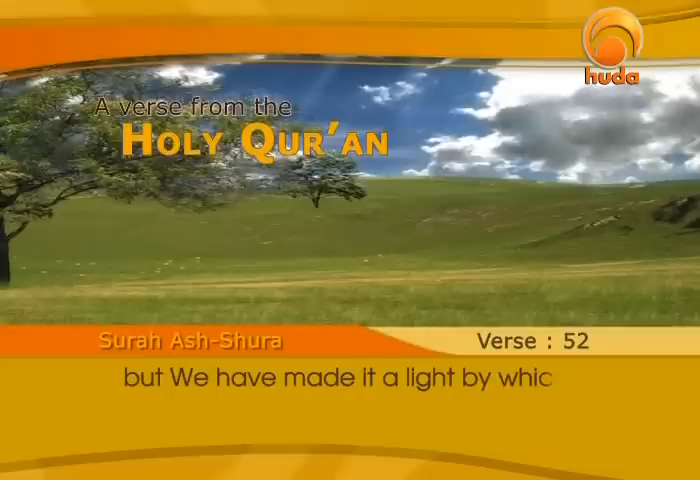 huda
A verse from the
HOLY QUR'AN
Surah Ash-Shura
Verse : 52
but We have made it a light by whic